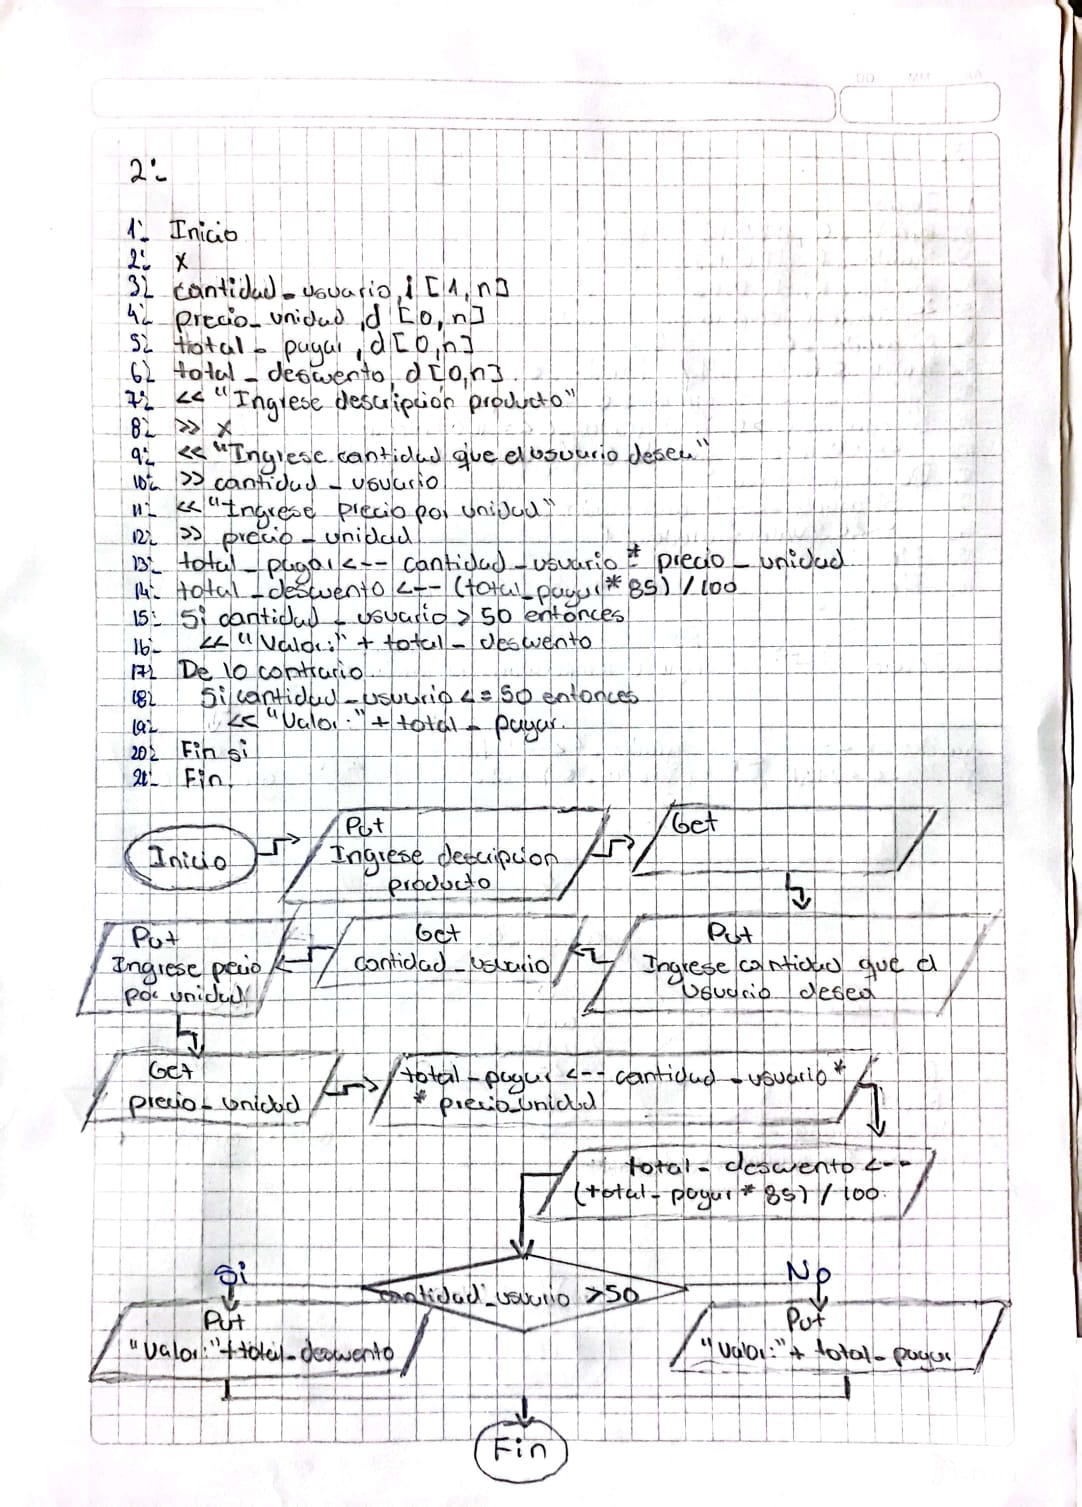 DD MM AA
2:
1: Inicio
2: x
3: cantidad_usuario, i [1,n]
4: precio_unidad, d [0,n]
5: total_pagar, d[0,n]
6: total_descuento, d[0,n]
7: << "Ingrese descripción producto"
8: >> x
9: << "Ingrese cantidad que el usuario desea"
10: >> cantidad_usuario
11: << "Ingrese precio por unidad"
12: >> precio_unidad
13: total_pagar <-- cantidad_usuario * precio_unidad
14: total_descuento <-- (total_pagar * 85) / 100
15: Si cantidad_usuario > 50 entonces
16- << "Valor:" + total_descuento
17: De lo contrario
18: Si cantidad_usuario <= 50 entonces
19: << "Valor:" + total_pagar.
20: Fin si
21: Fin.
Inicio
Put
Ingrese descripcion
producto
Get
Put
Ingrese cantidad que el
usuario desea
Get
cantidad_usuario
Put
Ingrese pecio
por unidad
Get
precio_unidad
total_pagar <-- cantidad_usuario *
* precio_unidad
total_descuento <--
(total_pagar * 85) / 100.
cantidad_usuario >50
Si
Put
"Valor:"+total_descuento
No
Put
"Valor:"+ total_pagar
Fin